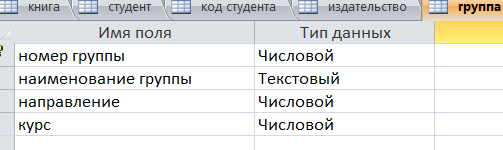 книга студент код студента издательство группа
Имя поля Тип данных
номер группы Числовой
наименование группы Текстовый
направление Числовой
курс Числовой